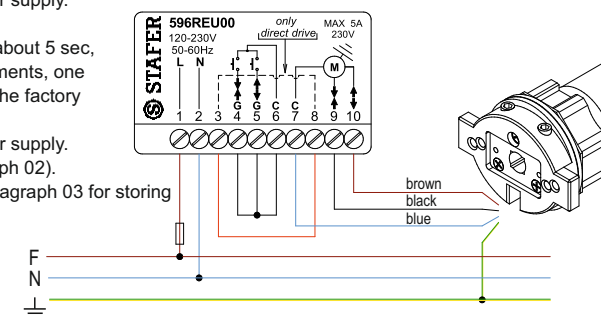 r supply.
about 5 sec,
ments, one
he factory
r supply.
ph 02).
agraph 03 for storing
STAFER
596REU00
120-230V
50-60Hz
L N
only
direct drive
MAX 5A
230V
M
G G C C
1 2 3 4 5 6 7 8 9 10
brown
black
blue
F
N